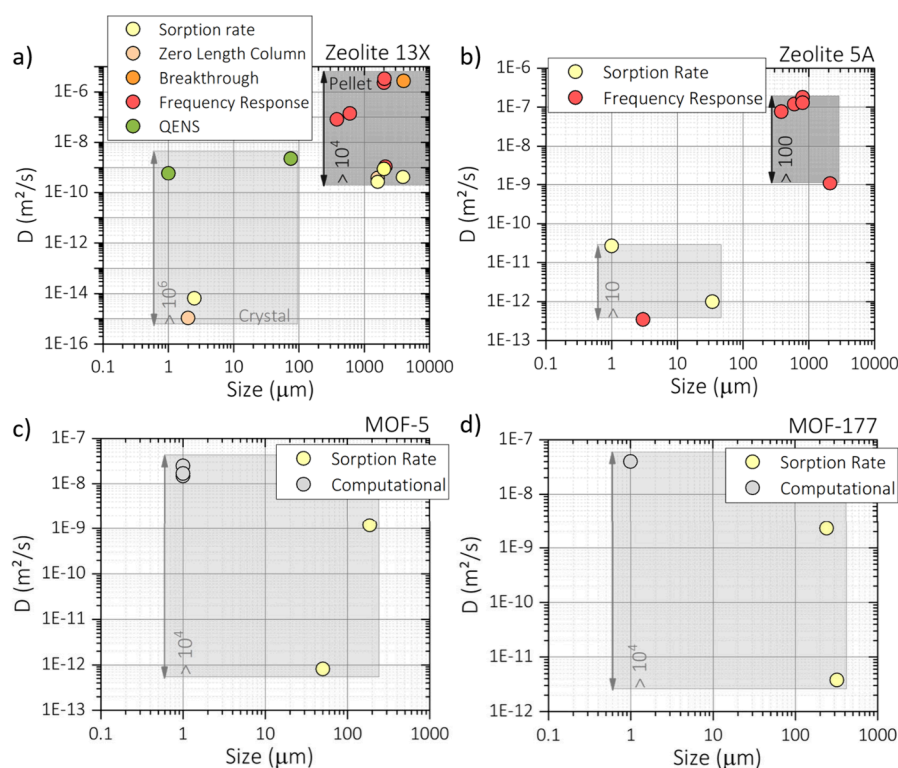 a)
Sorption rate
Zero Length Column
Breakthrough
Frequency Response
QENS
Zeolite 13X
Pellet
> 10⁴
> 10⁶
Crystal
D (m²/s)
1E-6
1E-8
1E-10
1E-12
1E-14
1E-16
0.1 1 10 100 1000 10000
Size (μm)
b)
Zeolite 5A
Sorption Rate
Frequency Response
> 100
> 10
D (m²/s)
1E-6
1E-7
1E-8
1E-9
1E-10
1E-11
1E-12
1E-13
0.1 1 10 100 1000 10000
Size (μm)
c)
MOF-5
Sorption Rate
Computational
> 10⁴
D (m²/s)
1E-7
1E-8
1E-9
1E-10
1E-11
1E-12
1E-13
0.1 1 10 100 1000
Size (μm)
d)
MOF-177
Sorption Rate
Computational
> 10⁴
D (m²/s)
1E-7
1E-8
1E-9
1E-10
1E-11
1E-12
0.1 1 10 100 1000
Size (μm)